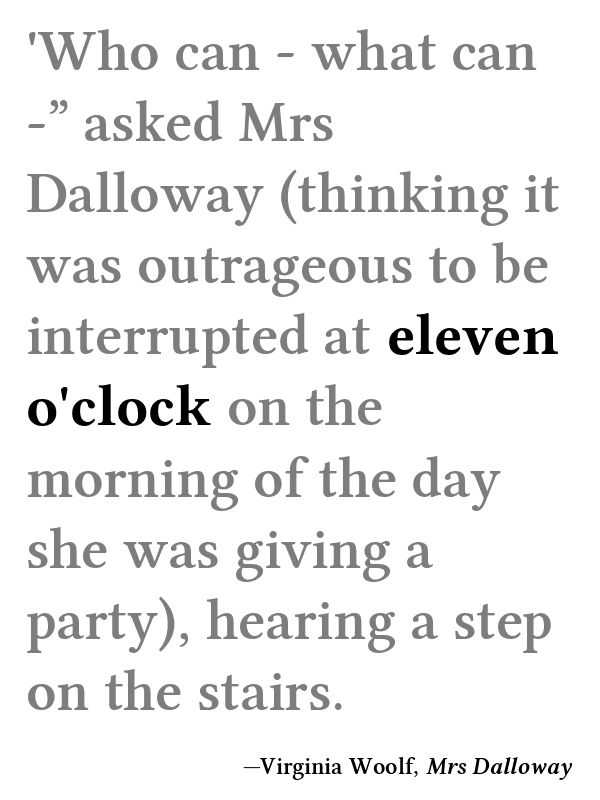 'Who can - what can
-” asked Mrs
Dalloway (thinking it
was outrageous to be
interrupted at eleven
o'clock on the
morning of the day
she was giving a
party), hearing a step
on the stairs.
—Virginia Woolf, Mrs Dalloway